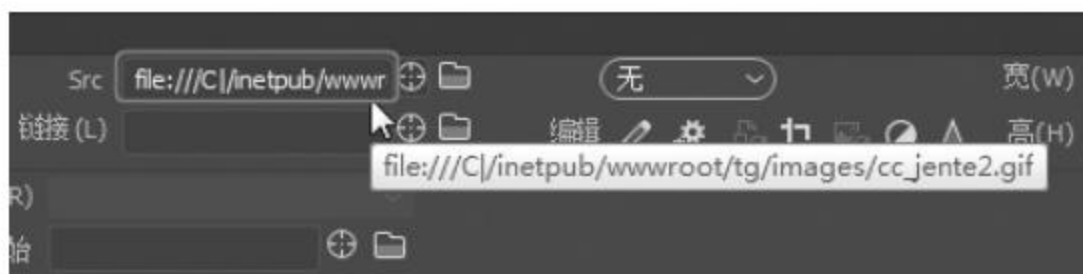 Src file:///C|/inetpub/wwwr 无 宽(W)
链接(L) 编辑 高(H)
file:///C|/inetpub/wwwroot/tg/images/cc_jente2.gif
R)
始